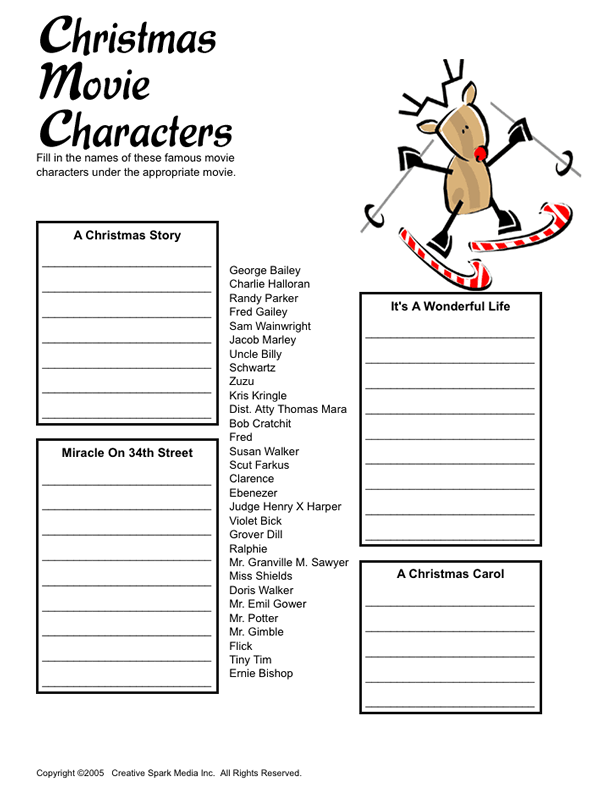 Christmas
Movie
Characters
Fill in the names of these famous movie
characters under the appropriate movie.
A Christmas Story
George Bailey
Charlie Halloran
Randy Parker
Fred Gailey
Sam Wainwright
Jacob Marley
Uncle Billy
Schwartz
Zuzu
Kris Kringle
Dist. Atty Thomas Mara
Bob Cratchit
Fred
Susan Walker
Scut Farkus
Clarence
Ebenezer
Judge Henry X Harper
Violet Bick
Grover Dill
Ralphie
Mr. Granville M. Sawyer
Miss Shields
Doris Walker
Mr. Emil Gower
Mr. Potter
Mr. Gimble
Flick
Tiny Tim
Ernie Bishop
It's A Wonderful Life
Miracle On 34th Street
A Christmas Carol
Copyright ©2005 Creative Spark Media Inc. All Rights Reserved.